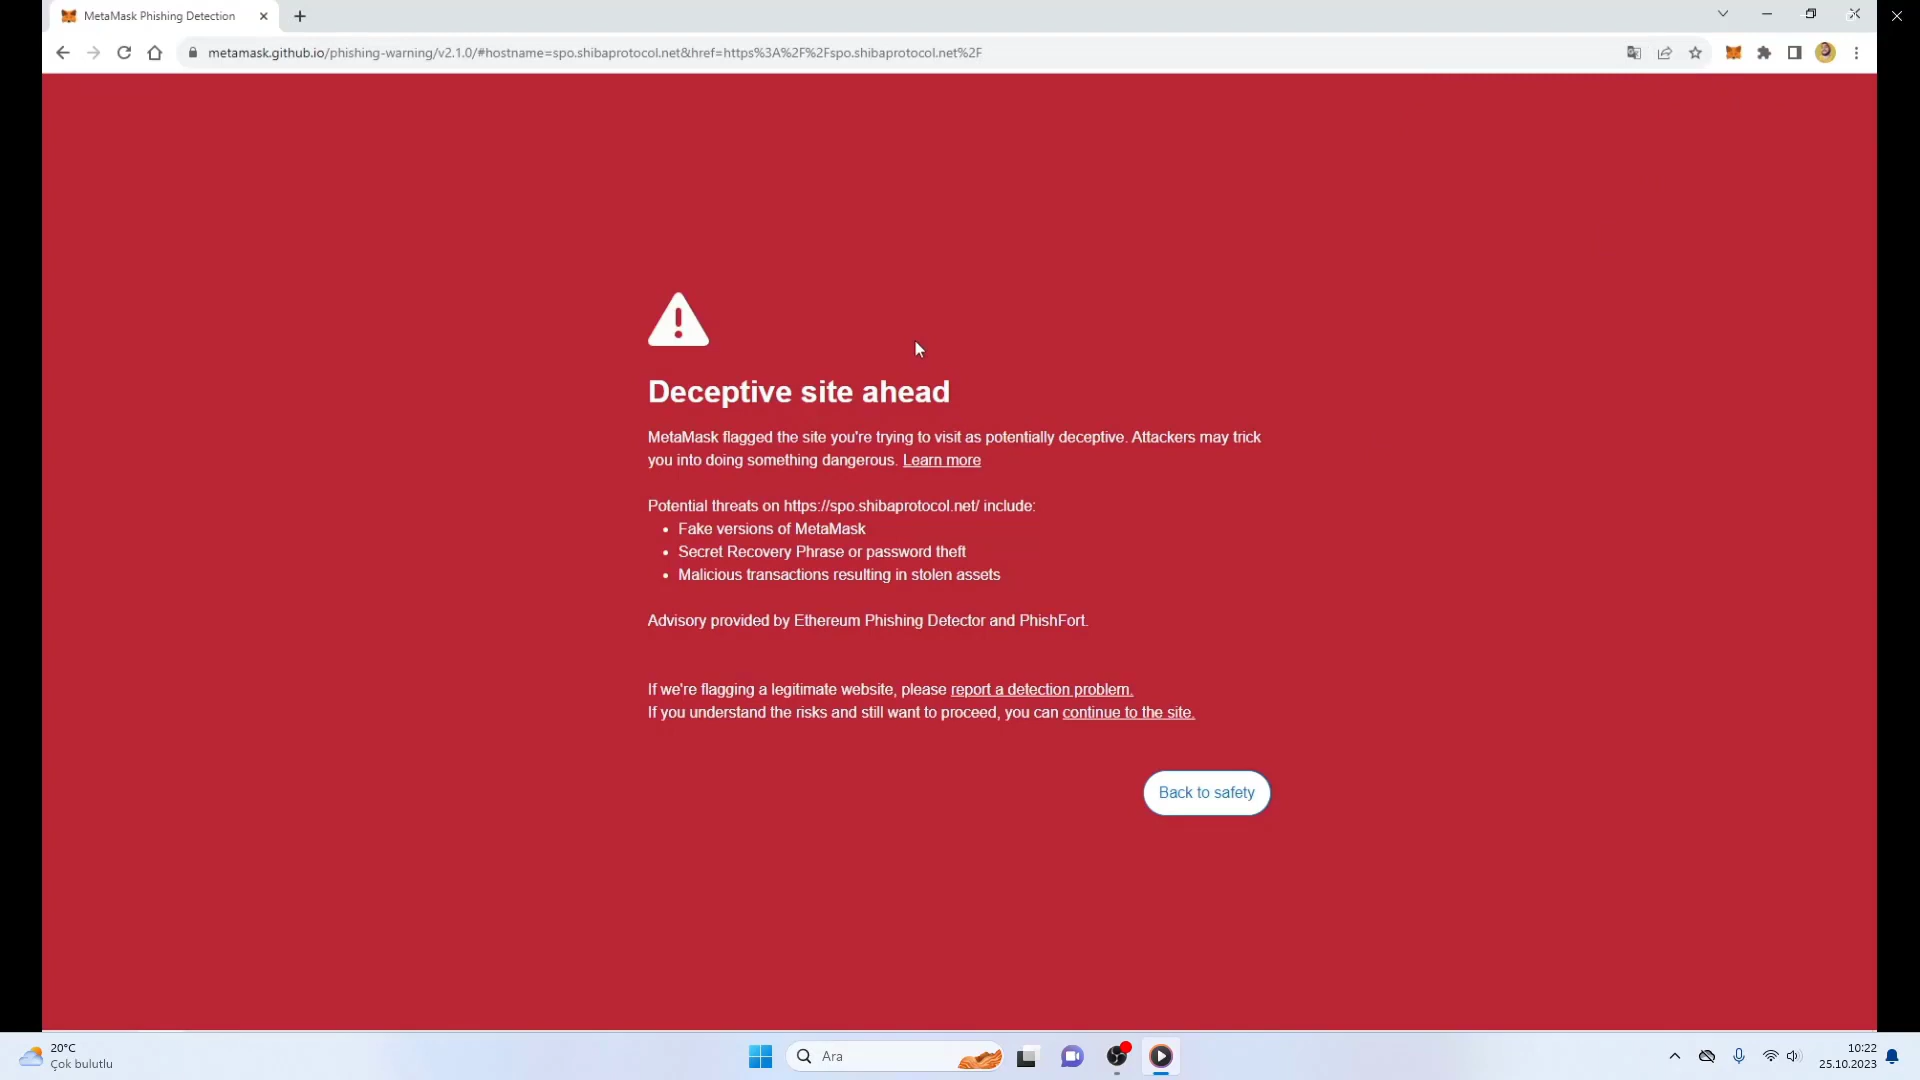 MetaMask Phishing Detection
metamask.github.io/phishing-warning/v2.1.0/#hostname=spo.shibaprotocol.net&href=https%3A%2F%2Fspo.shibaprotocol.net%2F
Deceptive site ahead
MetaMask flagged the site you're trying to visit as potentially deceptive. Attackers may trick
you into doing something dangerous. Learn more
Potential threats on https://spo.shibaprotocol.net/ include:
• Fake versions of MetaMask
• Secret Recovery Phrase or password theft
• Malicious transactions resulting in stolen assets
Advisory provided by Ethereum Phishing Detector and PhishFort.
If we're flagging a legitimate website, please report a detection problem.
If you understand the risks and still want to proceed, you can continue to the site.
Back to safety
20°C
Çok bulutlu
Ara
10:22
25.10.2023